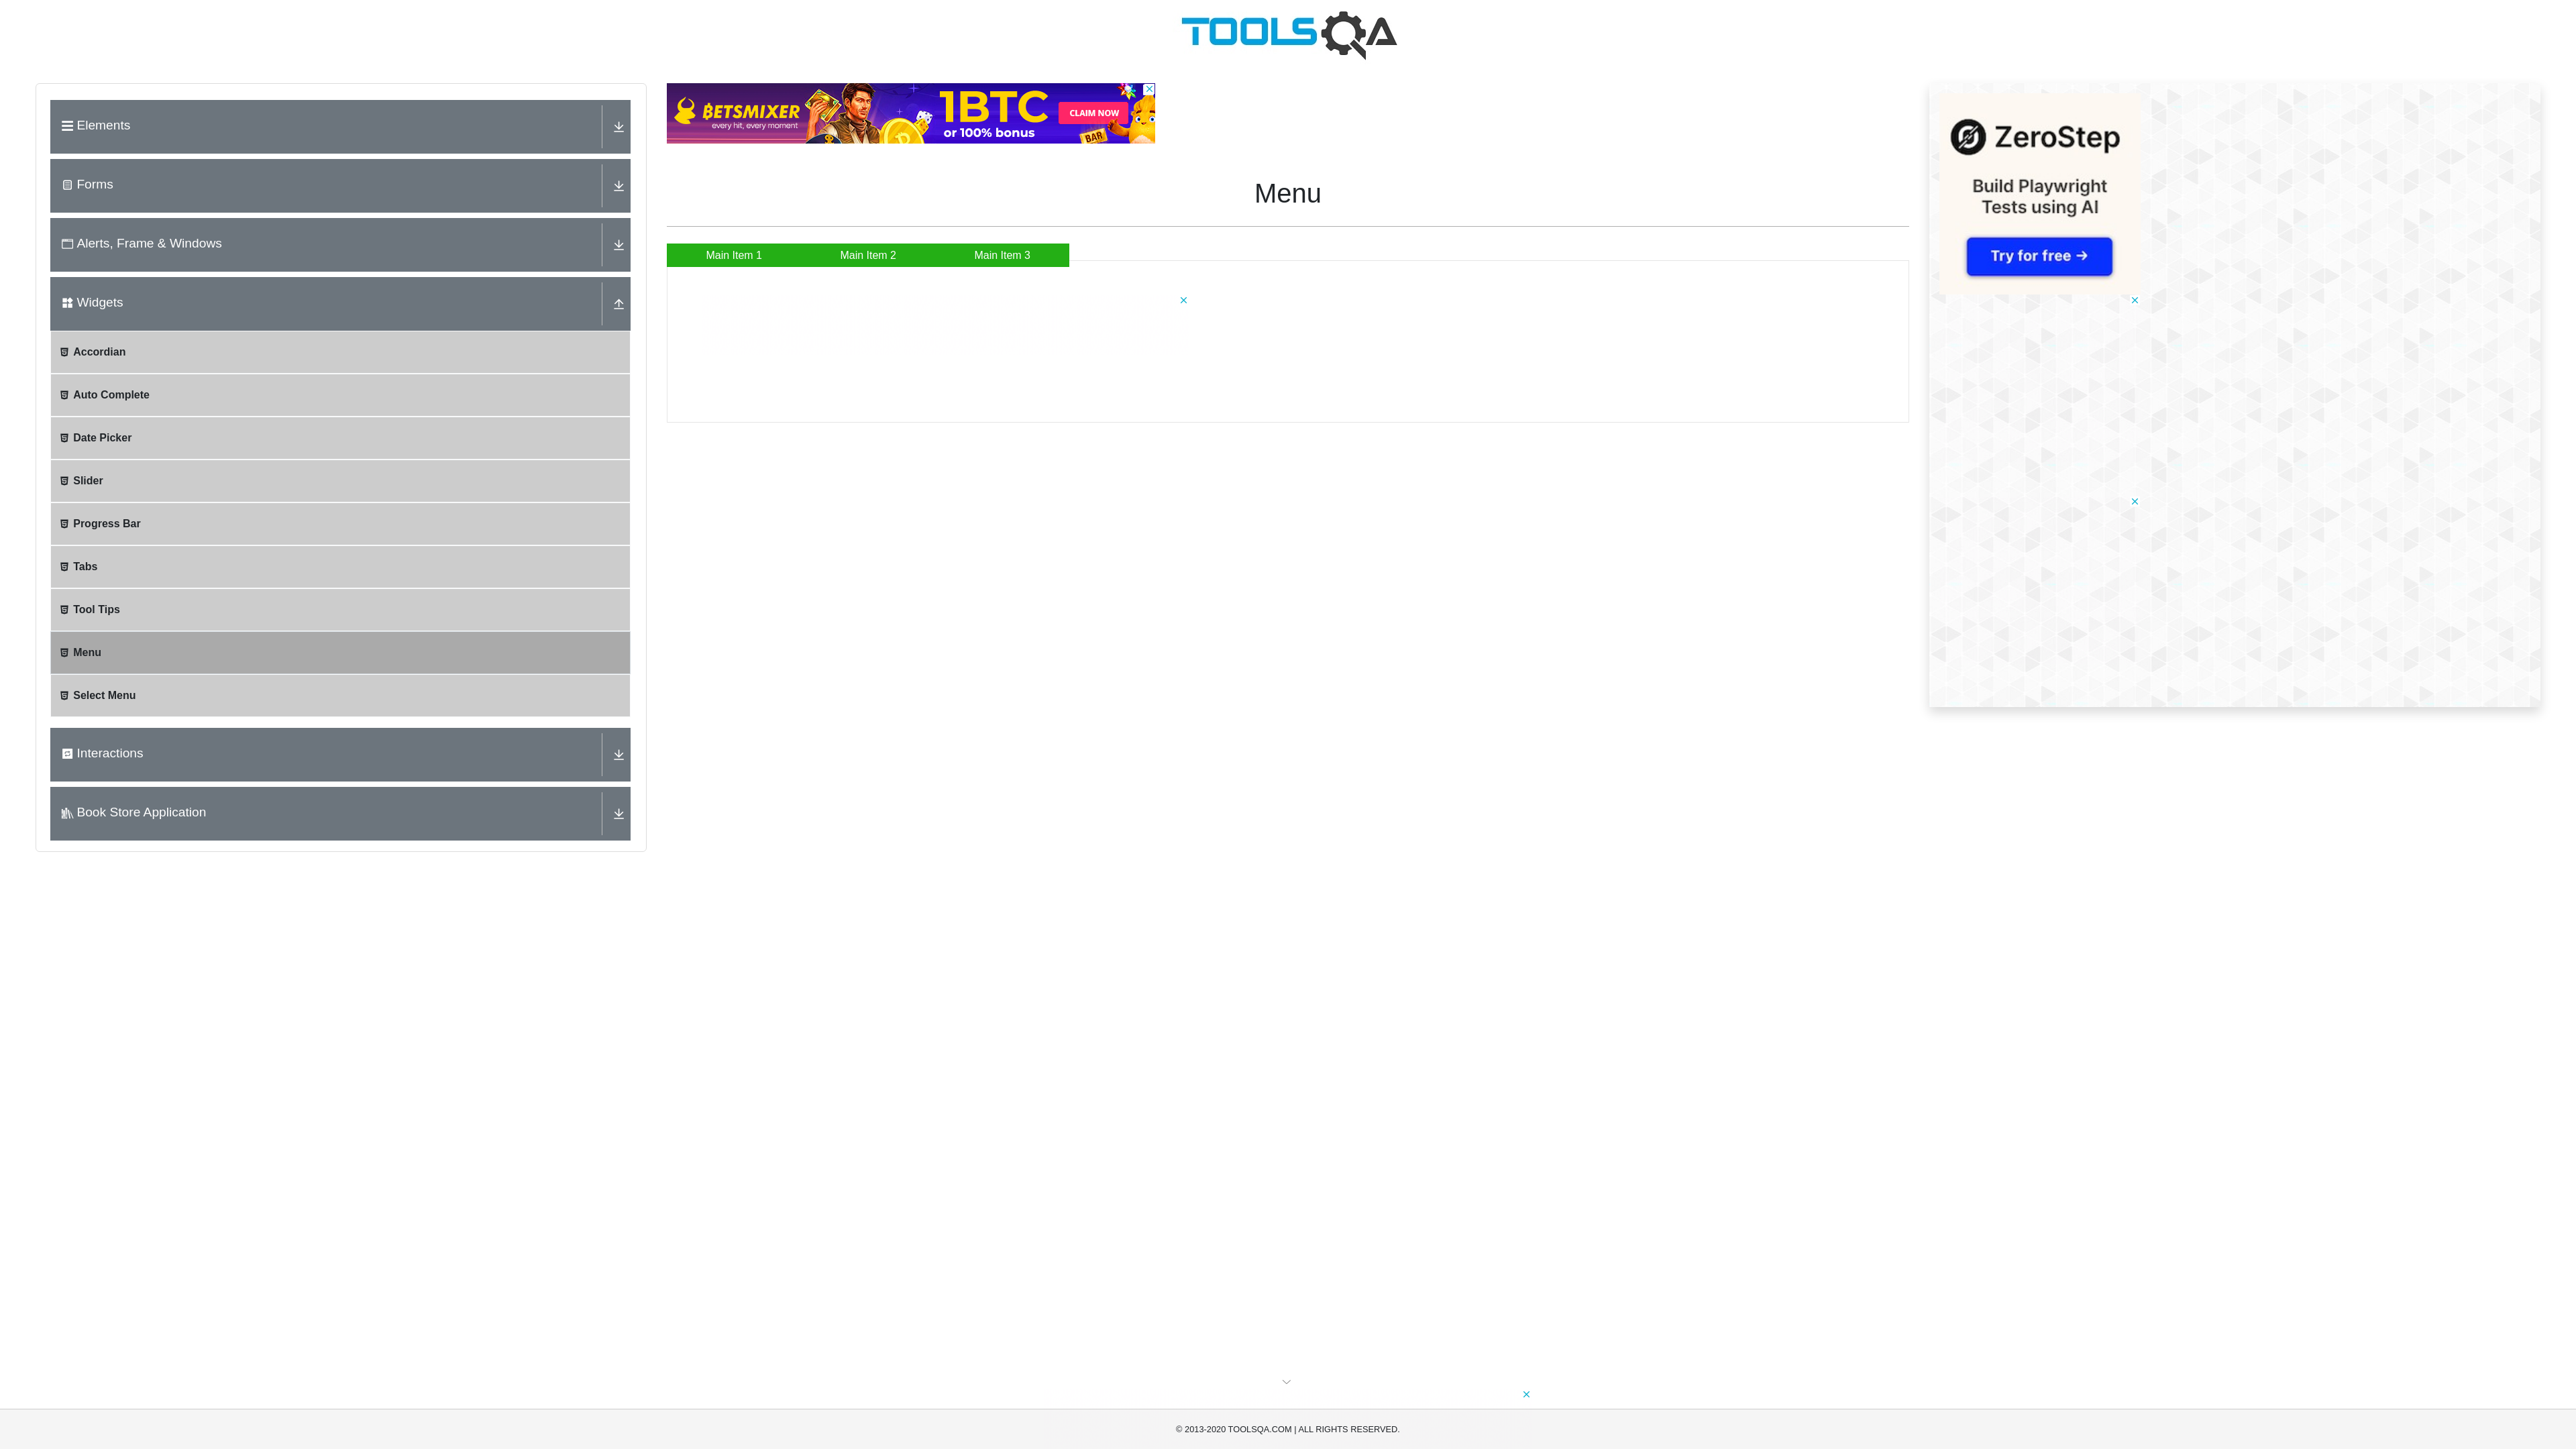 TOOLSQA
Elements
Forms
Alerts, Frame & Windows
Widgets
Accordian
Auto Complete
Date Picker
Slider
Progress Bar
Tabs
Tool Tips
Menu
Select Menu
Interactions
Book Store Application
BETSMIXER
every hit, every moment
1BTC
or 100% bonus
CLAIM NOW
BAR
Menu
Main Item 1 Main Item 2 Main Item 3
ZeroStep
Build Playwright
Tests using AI
Try for free →
© 2013-2020 TOOLSQA.COM | ALL RIGHTS RESERVED.